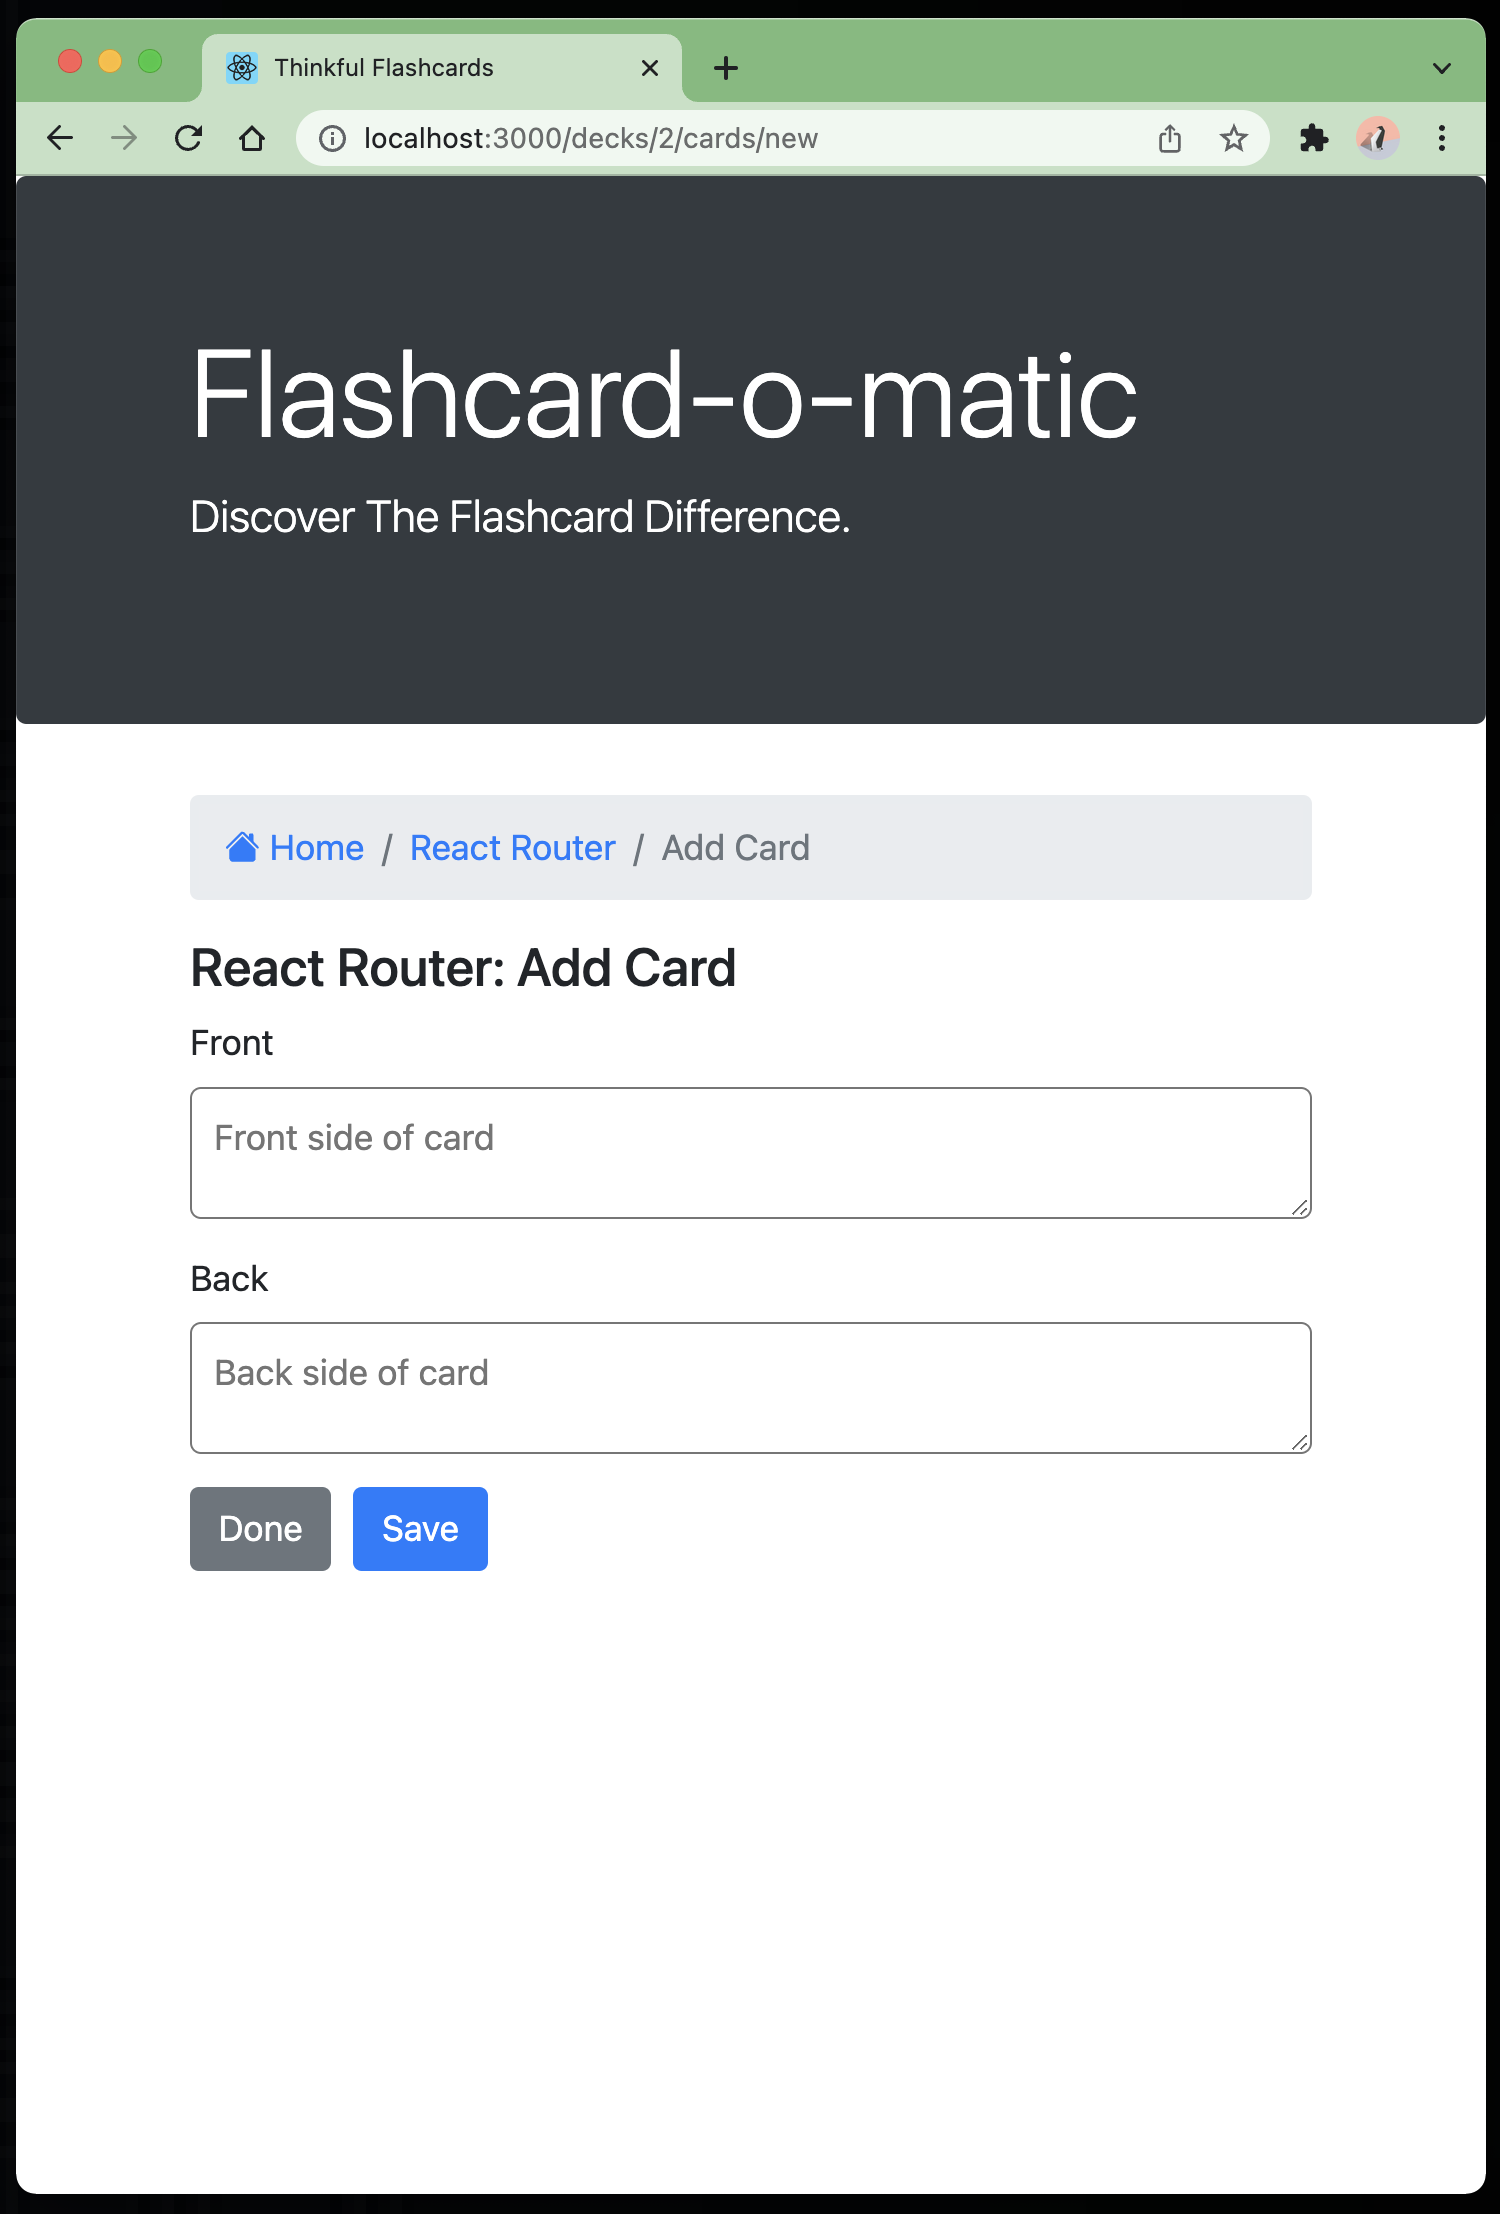 Thinkful Flashcards
localhost:3000/decks/2/cards/new
Flashcard-o-matic
Discover The Flashcard Difference.
Home / React Router / Add Card
React Router: Add Card
Front
Front side of card
Back
Back side of card
Done Save